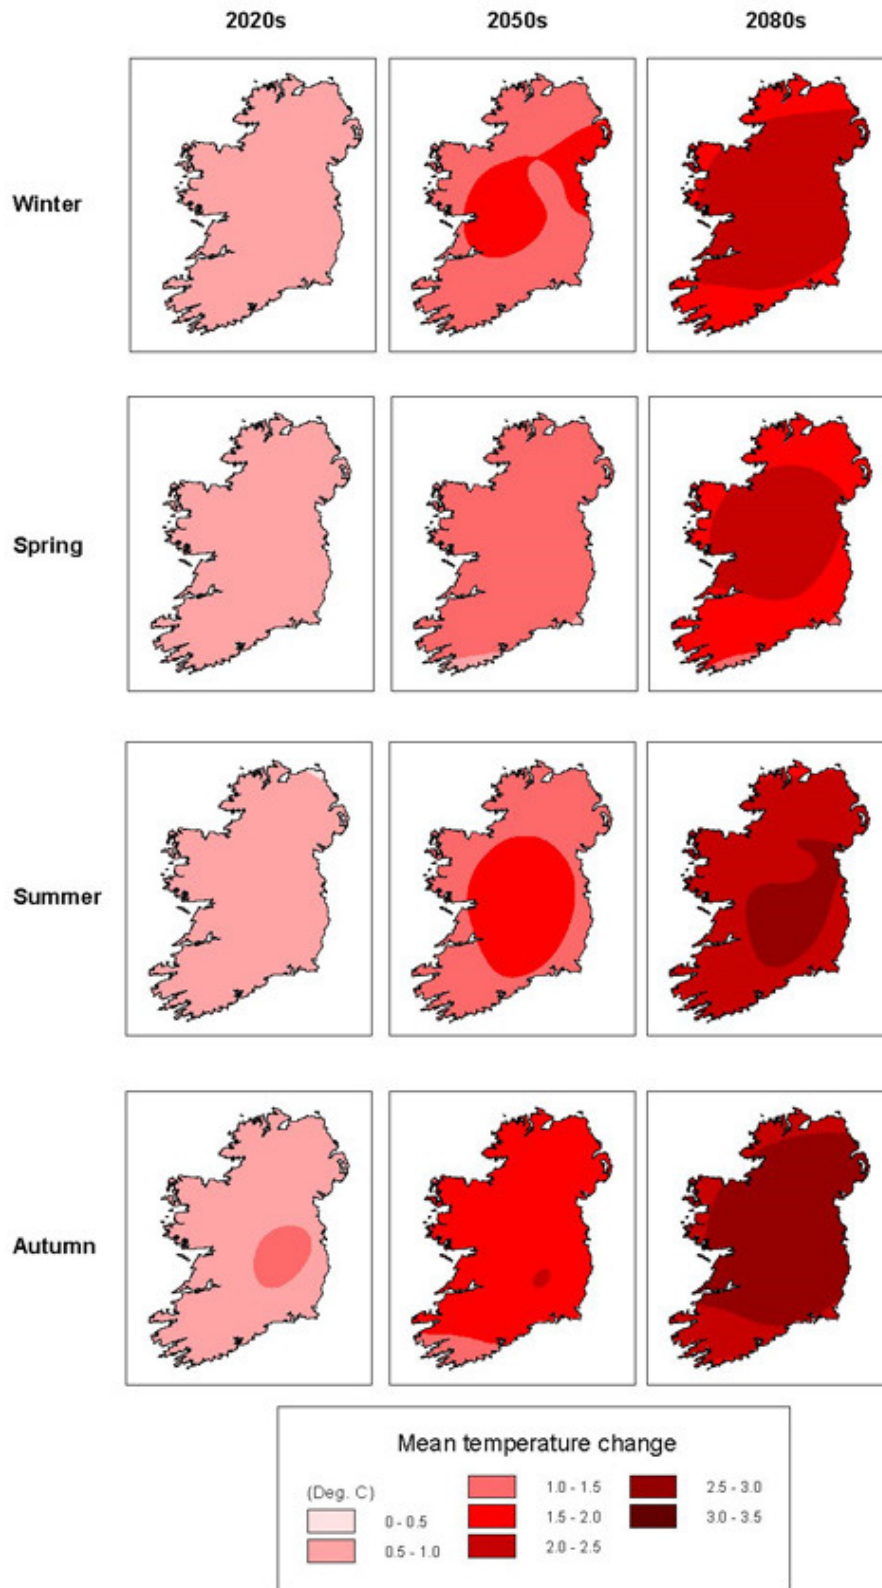 2020s 2050s 2080s
Winter
Spring
Summer
Autumn
Mean temperature change
(Deg. C)
0 - 0.5
0.5 - 1.0
1.0 - 1.5
1.5 - 2.0
2.0 - 2.5
2.5 - 3.0
3.0 - 3.5